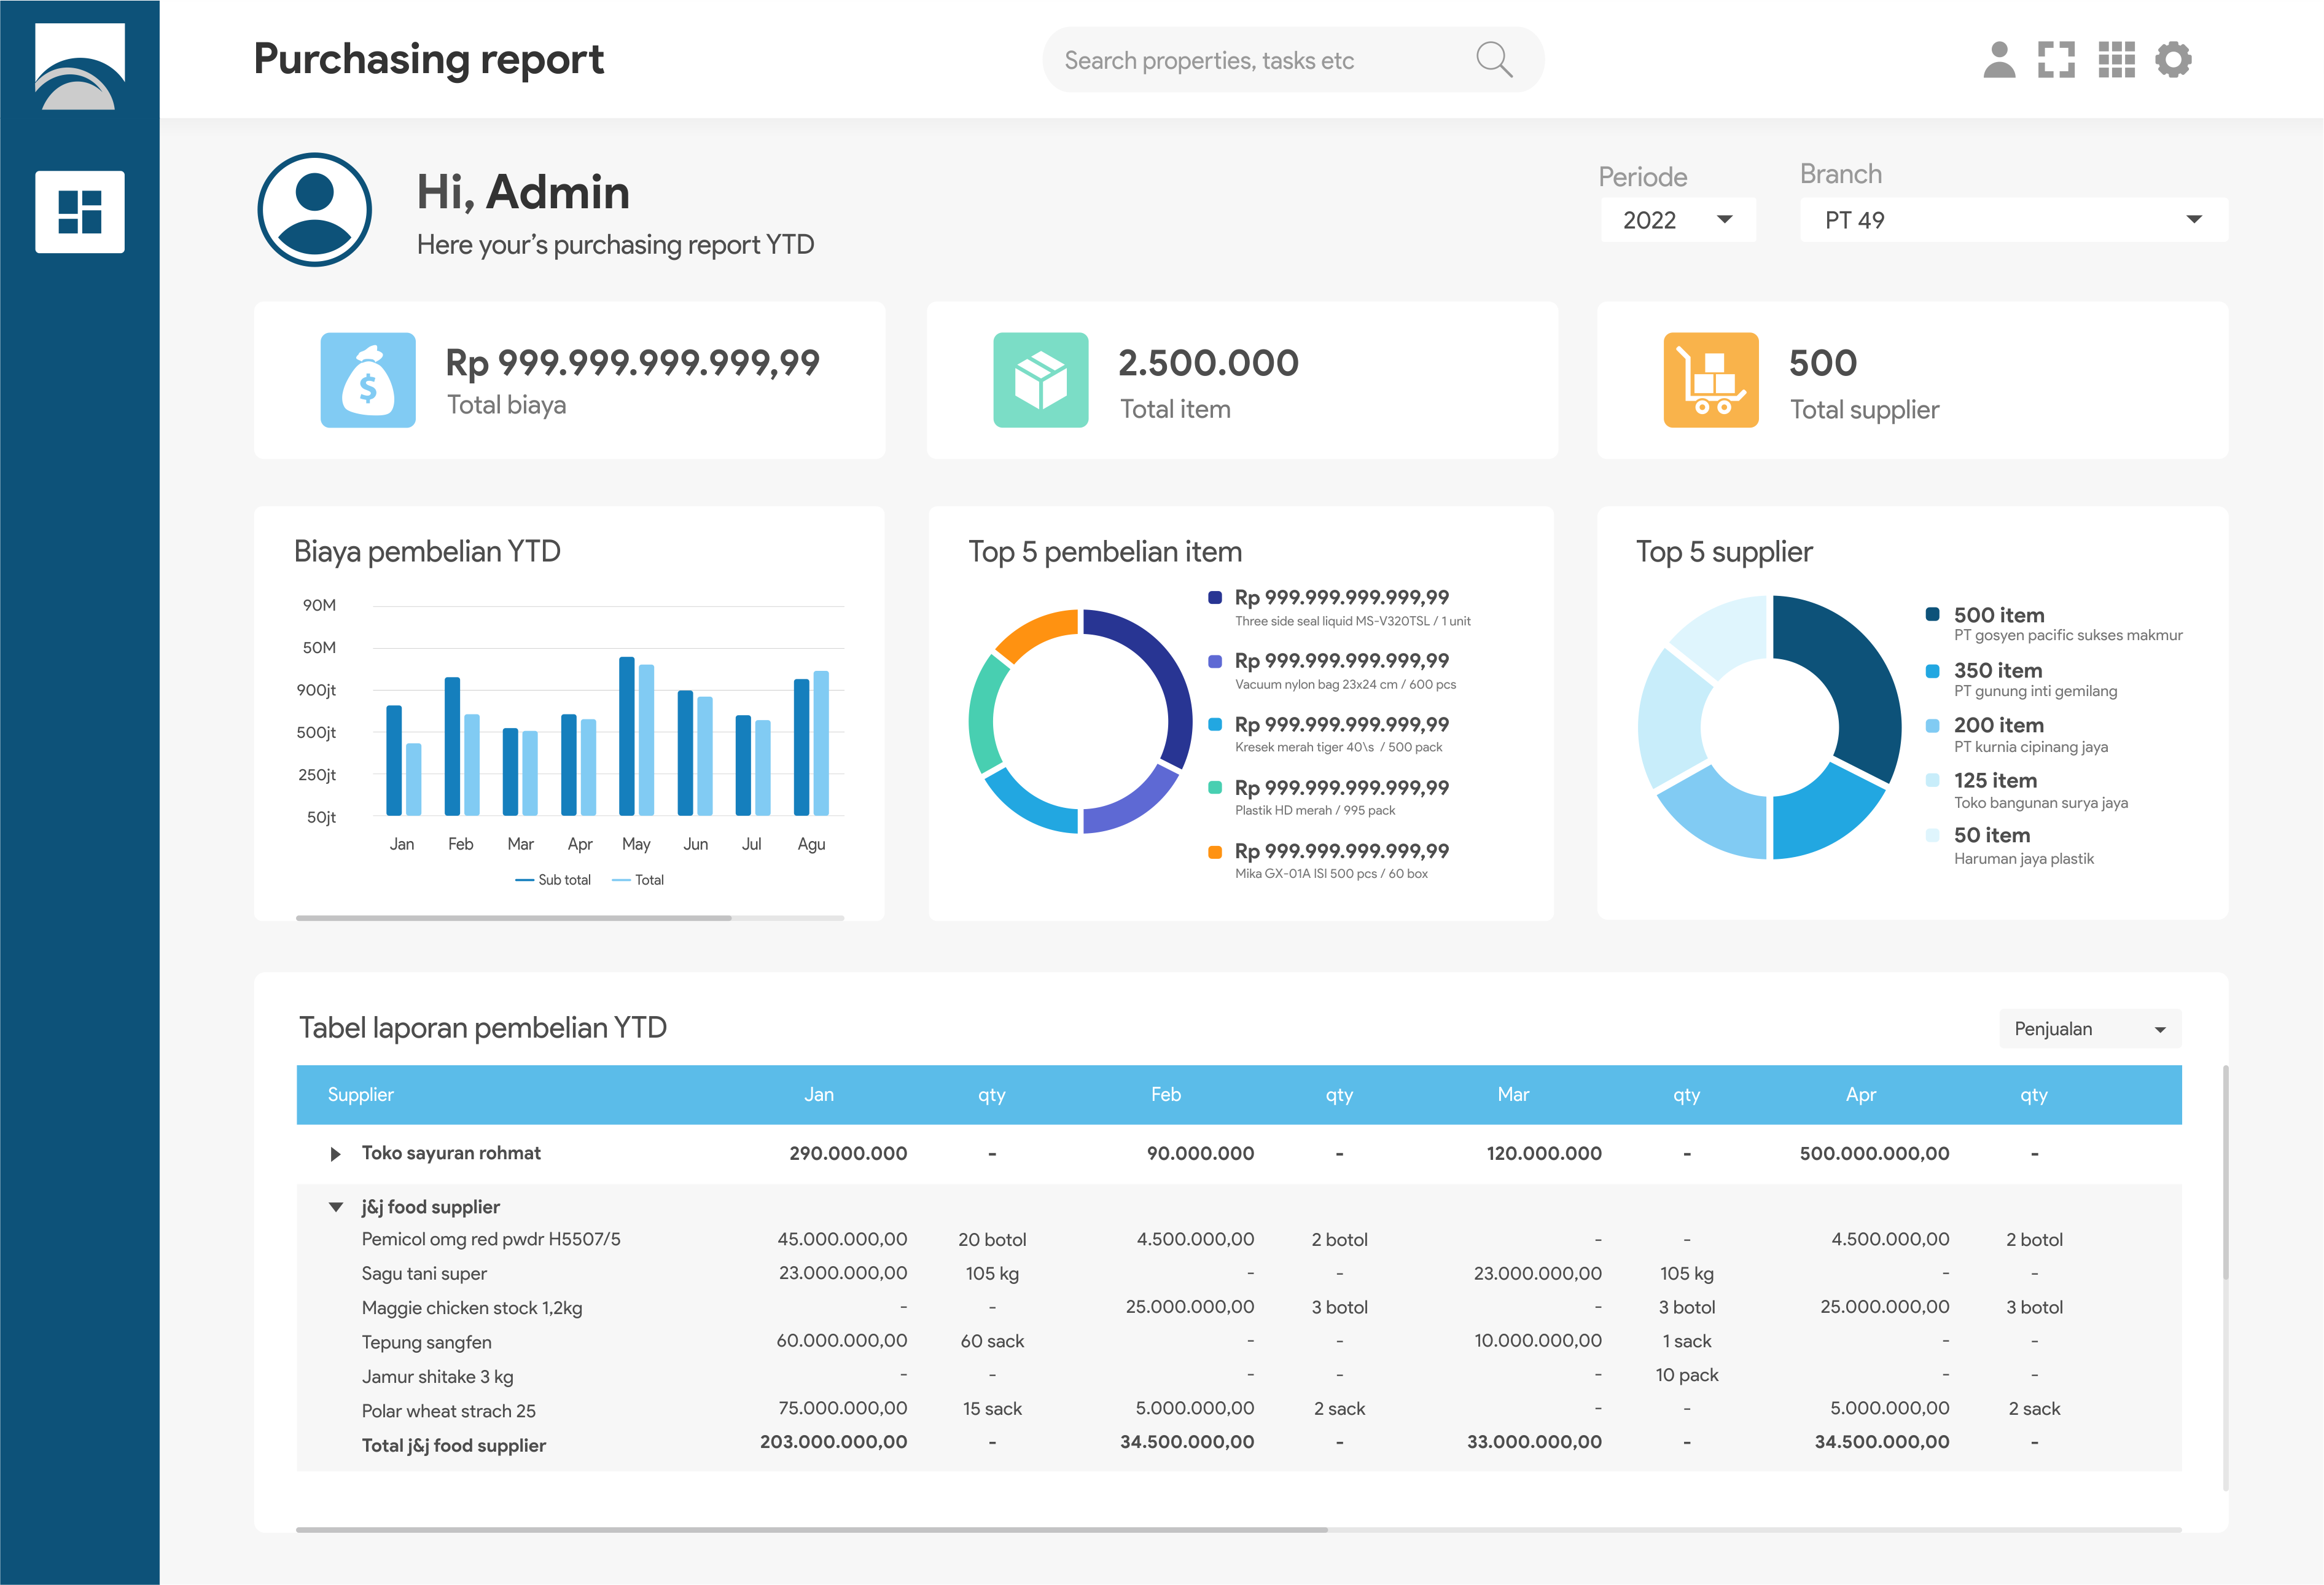 Purchasing report
Search properties, tasks etc
Hi, Admin
Here your's purchasing report YTD
Periode
2022
Branch
PT 49
Rp 999.999.999.999,99
Total biaya
2.500.000
Total item
500
Total supplier
Biaya pembelian YTD
90M
50M
900jt
500jt
250jt
50jt
Jan Feb Mar Apr May Jun Jul Agu
Sub total Total
Top 5 pembelian item
Rp 999.999.999.999,99
Three side seal liquid MS-V320TSL / 1 unit
Rp 999.999.999.999,99
Vacuum nylon bag 23x24 cm / 600 pcs
Rp 999.999.999.999,99
Kresek merah tiger 40\s / 500 pack
Rp 999.999.999.999,99
Plastik HD merah / 995 pack
Rp 999.999.999.999,99
Mika GX-01A ISI 500 pcs / 60 box
Top 5 supplier
500 item
PT gosyen pacific sukses makmur
350 item
PT gunung inti gemilang
200 item
PT kurnia cipinang jaya
125 item
Toko bangunan surya jaya
50 item
Haruman jaya plastik
Tabel laporan pembelian YTD
Penjualan
Supplier Jan qty Feb qty Mar qty Apr qty
Toko sayuran rohmat 290.000.000 - 90.000.000 - 120.000.000 - 500.000.000,00 -
j&j food supplier
Pemicol omg red pwdr H5507/5 45.000.000,00 20 botol 4.500.000,00 2 botol - - 4.500.000,00 2 botol
Sagu tani super 23.000.000,00 105 kg - - 23.000.000,00 105 kg - -
Maggie chicken stock 1,2kg - - 25.000.000,00 3 botol - 3 botol 25.000.000,00 3 botol
Tepung sangfen 60.000.000,00 60 sack - - 10.000.000,00 1 sack - -
Jamur shitake 3 kg - - - - - 10 pack - -
Polar wheat strach 25 75.000.000,00 15 sack 5.000.000,00 2 sack - - 5.000.000,00 2 sack
Total j&j food supplier 203.000.000,00 - 34.500.000,00 - 33.000.000,00 - 34.500.000,00 -